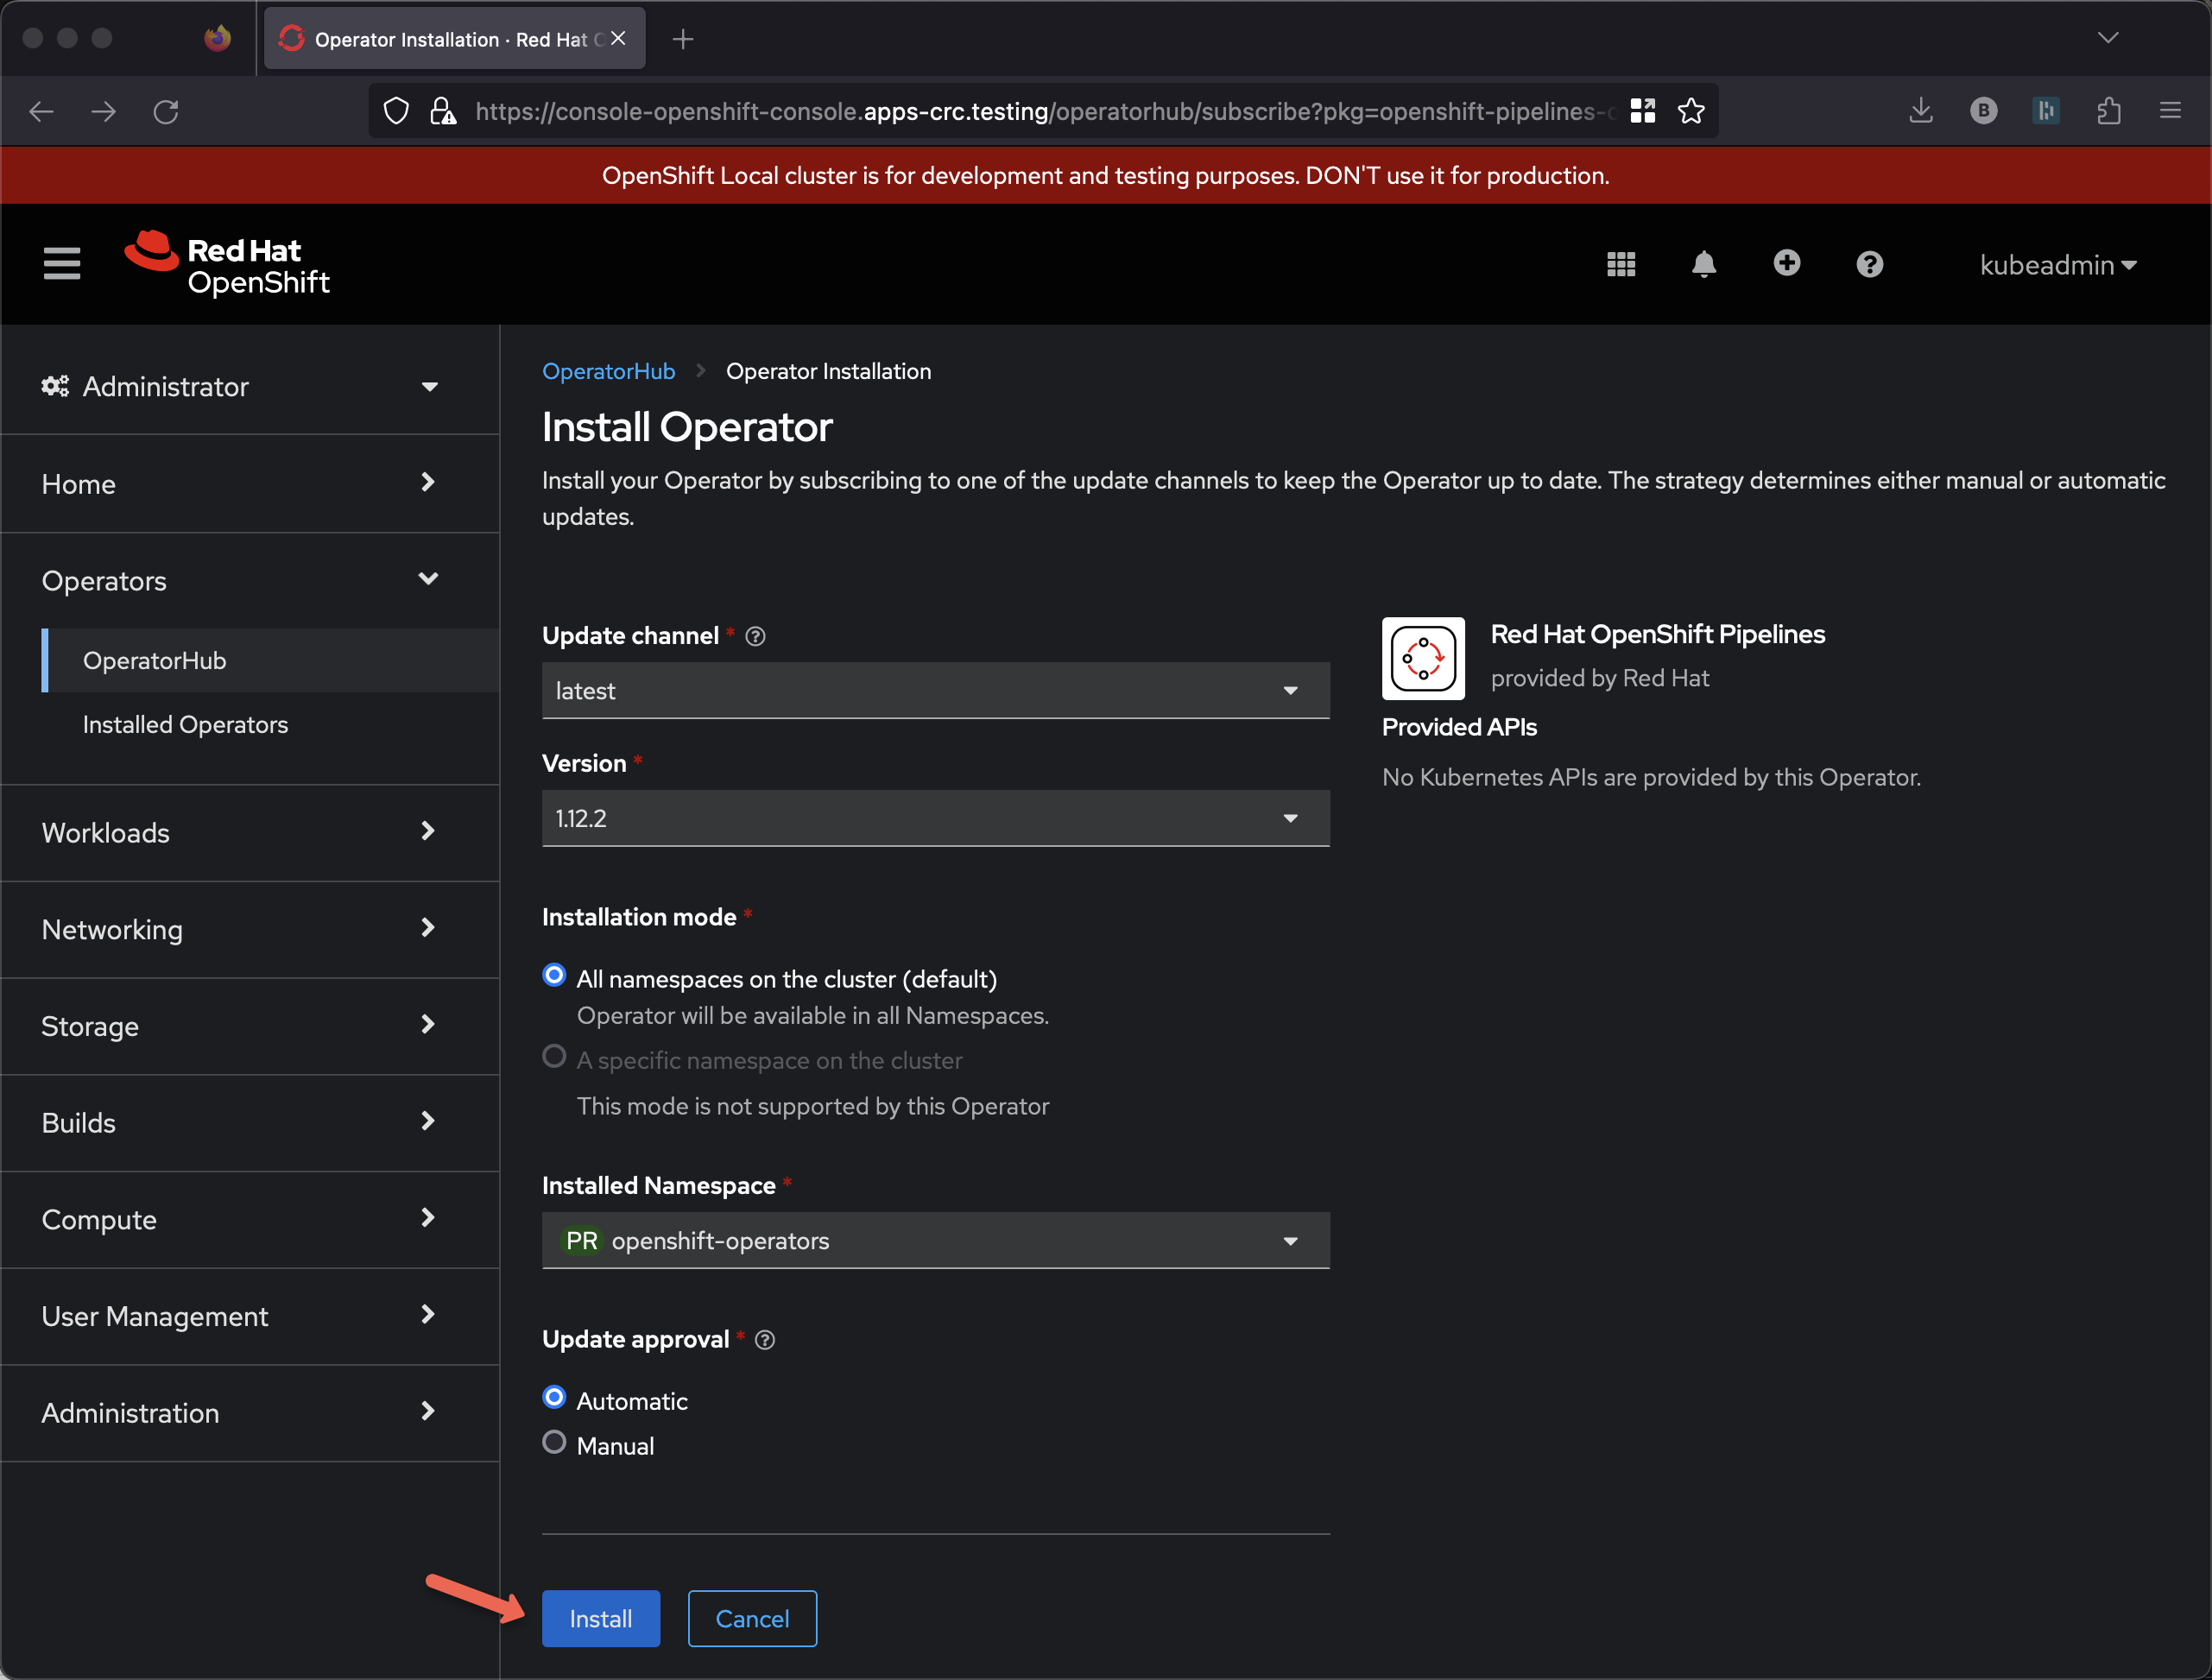 Operator Installation · Red Hat
https://console-openshift-console.apps-crc.testing/operatorhub/subscribe?pkg=openshift-pipelines-
B
OpenShift Local cluster is for development and testing purposes. DON'T use it for production.
Red Hat
OpenShift
kubeadmin
Administrator
Home
Operators
OperatorHub
Installed Operators
Workloads
Networking
Storage
Builds
Compute
User Management
Administration
OperatorHub
Operator Installation
Install Operator
Install your Operator by subscribing to one of the update channels to keep the Operator up to date. The strategy determines either manual or automatic
updates.
Update channel *
latest
Version *
1.12.2
Installation mode *
All namespaces on the cluster (default)
Operator will be available in all Namespaces.
A specific namespace on the cluster
This mode is not supported by this Operator
Installed Namespace *
PR openshift-operators
Update approval *
Automatic
Manual
Install
Cancel
Red Hat OpenShift Pipelines
provided by Red Hat
Provided APIs
No Kubernetes APIs are provided by this Operator.